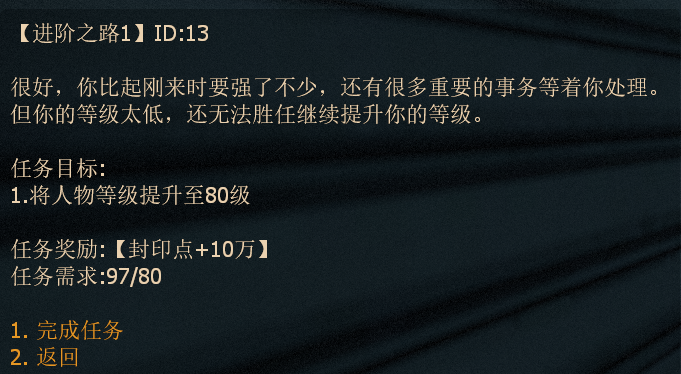 【进阶之路1】ID:13
很好，你比起刚来时要强了不少，还有很多重要的事务等着你处理。
但你的等级太低，还无法胜任继续提升你的等级。
任务目标:
1.将人物等级提升至80级
任务奖励:【封印点+10万】
任务需求:97/80
1. 完成任务
2. 返回